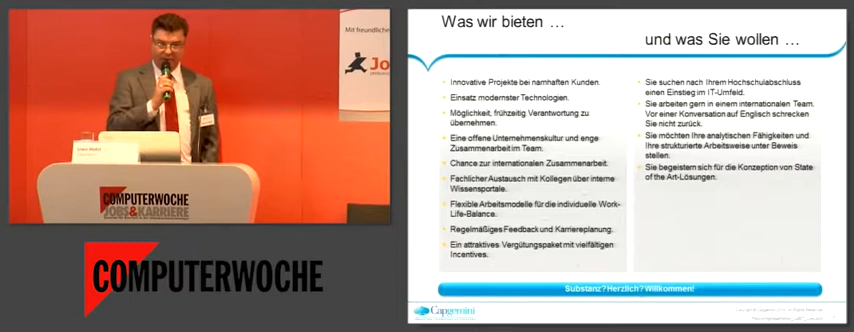 Mit freundlicher
Jo
COMPUTERWOCHE
JOBS&KARRIERE
COMPUTERWOCHE
Was wir bieten …
und was Sie wollen …
Innovative Projekte bei namhaften Kunden.
Einsatz modernster Technologien.
Möglichkeit, frühzeitig Verantwortung zu
übernehmen.
Eine offene Unternehmenskultur und enge
Zusammenarbeit im Team.
Chance zur internationalen Zusammenarbeit.
Fachlicher Austausch mit Kollegen über interne
Wissensportale.
Flexible Arbeitsmodelle für die individuelle Work-
Life-Balance.
Regelmäßiges Feedback und Karriereplanung.
Ein attraktives Vergütungspaket mit vielfältigen
Incentives.
Sie suchen nach Ihrem Hochschulabschluss
einen Einstieg im IT-Umfeld.
Sie arbeiten gern in einem internationalen Team.
Vor einer Konversation auf Englisch schrecken
Sie nicht zurück.
Sie möchten Ihre analytischen Fähigkeiten und
Ihre strukturierte Arbeitsweise unter Beweis
stellen.
Sie begeistern sich für die Konzeption von State
of the Art-Lösungen.
Substanz? Herzlich? Willkommen!
Capgemini